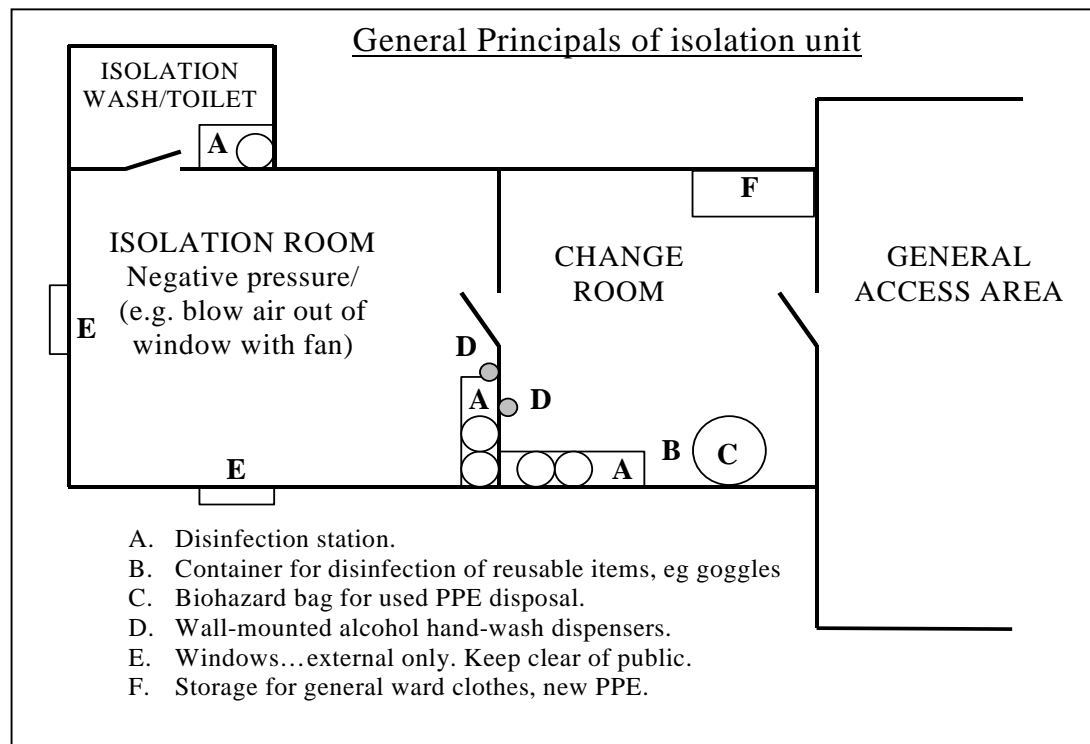 General Principals of isolation unit
ISOLATION
WASH/TOILET
A
F
ISOLATION ROOM
Negative pressure/
(e.g. blow air out of
window with fan)
CHANGE
ROOM
GENERAL
ACCESS AREA
E
D
A
D
B
C
A
E
A. Disinfection station.
B. Container for disinfection of reusable items, eg goggles
C. Biohazard bag for used PPE disposal.
D. Wall-mounted alcohol hand-wash dispensers.
E. Windows…external only. Keep clear of public.
F. Storage for general ward clothes, new PPE.